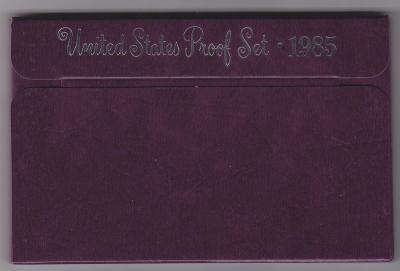 United States Proof Set · 1985